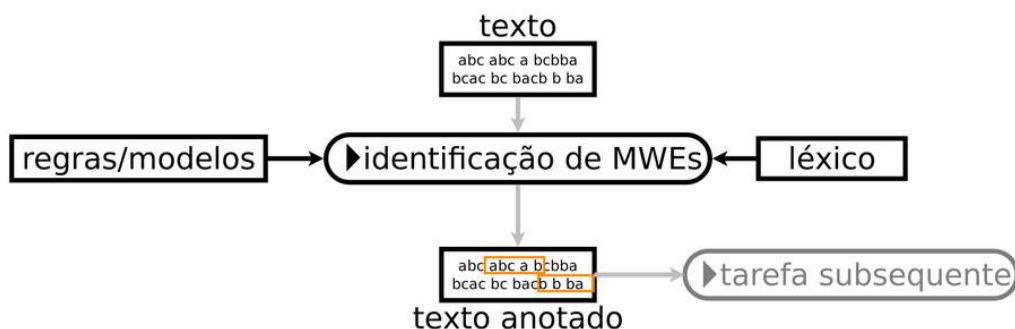 texto
abc abc a bcbba
bcac bc bacb b ba
regras/modelos
identificação de MWEs
léxico
abc abc a bcbba
bcac bc bacb b ba
tarefa subsequente
texto anotado